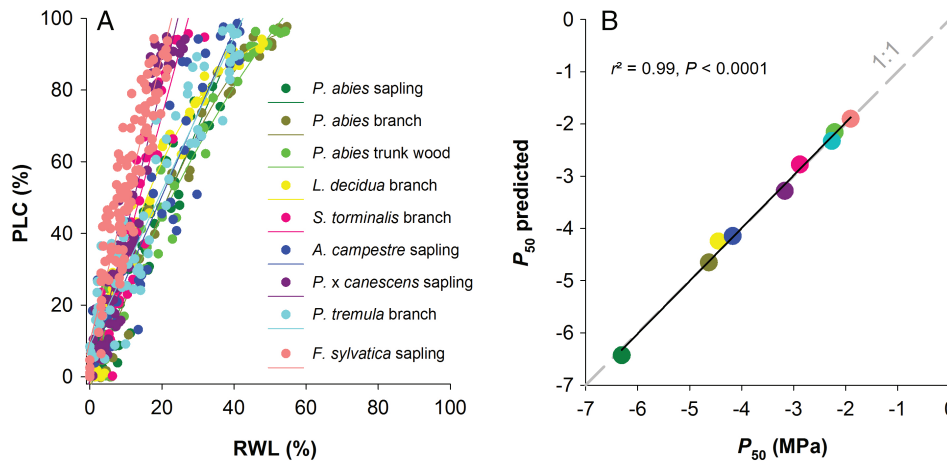 A
PLC (%)
100
80
60
40
20
0
0 20 40 60 80 100
RWL (%)
P. abies sapling
P. abies branch
P. abies trunk wood
L. decidua branch
S. torminalis branch
A. campestre sapling
P. x canescens sapling
P. tremula branch
F. sylvatica sapling
B
P50 predicted
0
-1
-2
-3
-4
-5
-6
-7
r² = 0.99, P < 0.0001
1:1
-7 -6 -5 -4 -3 -2 -1 0
P50 (MPa)